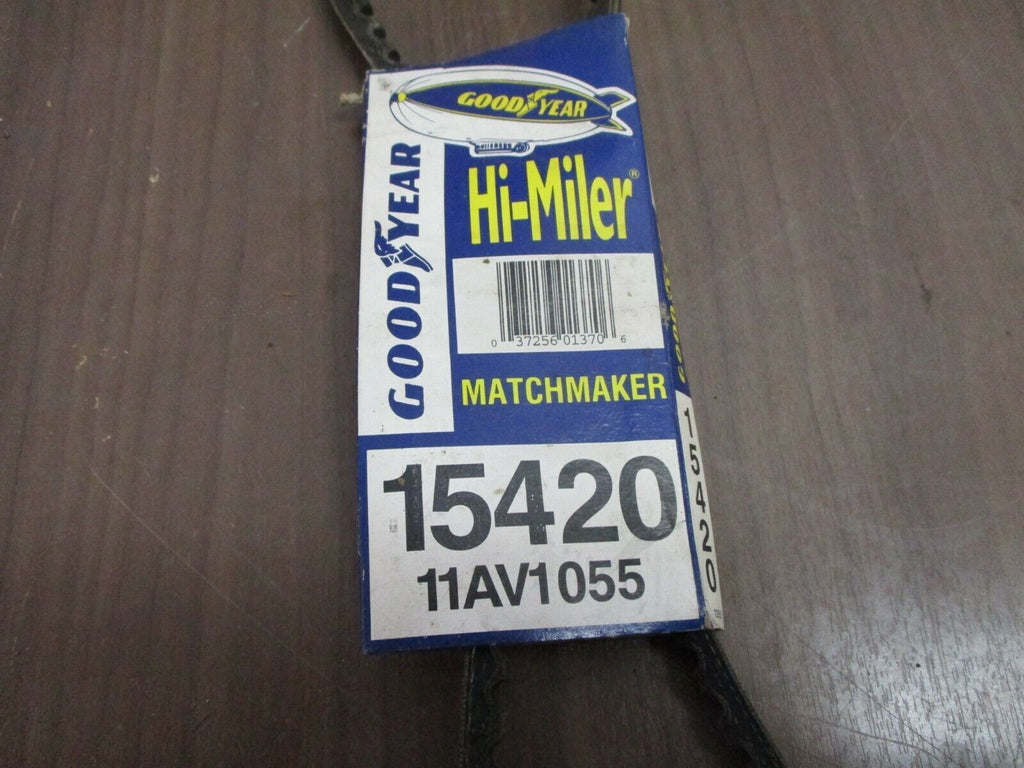 GOODYEAR
GOODYEAR
Hi-Miler®
0 37256 01370 6
MATCHMAKER
15420
11AV1055
15420